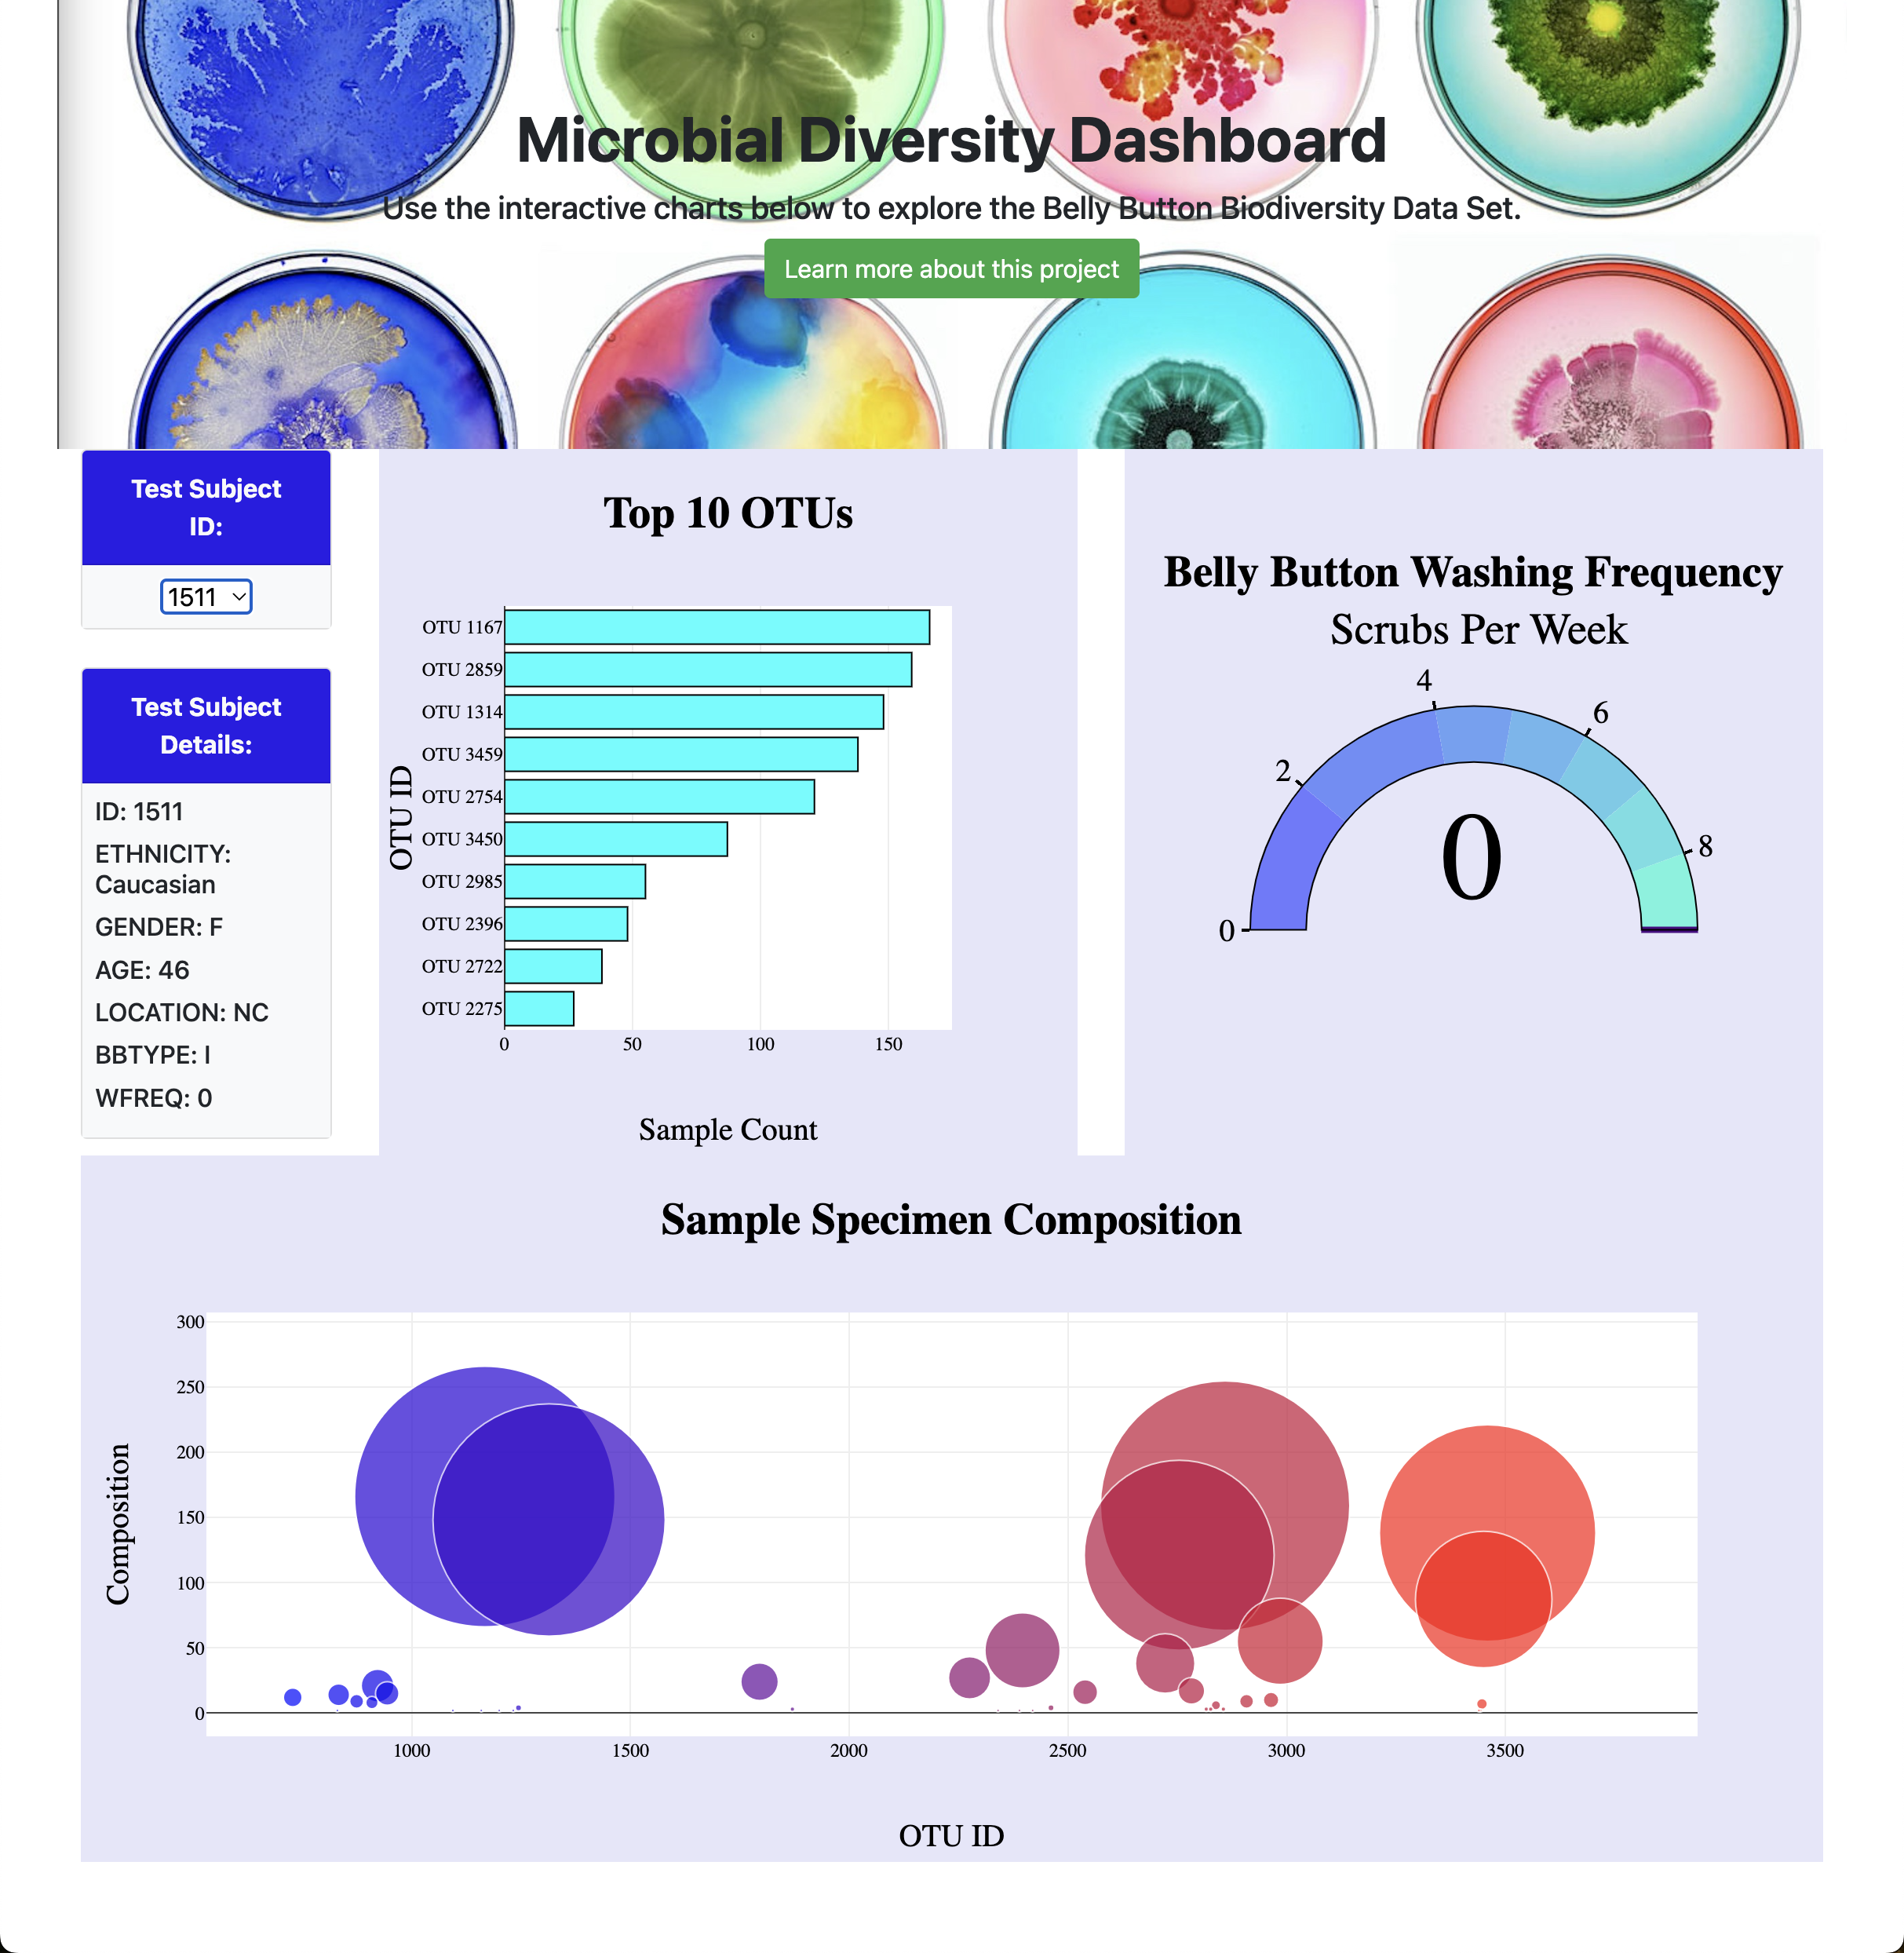 Microbial Diversity Dashboard
Use the interactive charts below to explore the Belly Button Biodiversity Data Set.
Learn more about this project
Test Subject
ID:
1511
Test Subject
Details:
ID: 1511
ETHNICITY:
Caucasian
GENDER: F
AGE: 46
LOCATION: NC
BBTYPE: I
WFREQ: 0
Top 10 OTUs
OTU ID
OTU 1167
OTU 2859
OTU 1314
OTU 3459
OTU 2754
OTU 3450
OTU 2985
OTU 2396
OTU 2722
OTU 2275
0 50 100 150
Sample Count
Belly Button Washing Frequency
Scrubs Per Week
0
2
4
6
8
0
Sample Specimen Composition
Composition
300
250
200
150
100
50
0
1000 1500 2000 2500 3000 3500
OTU ID